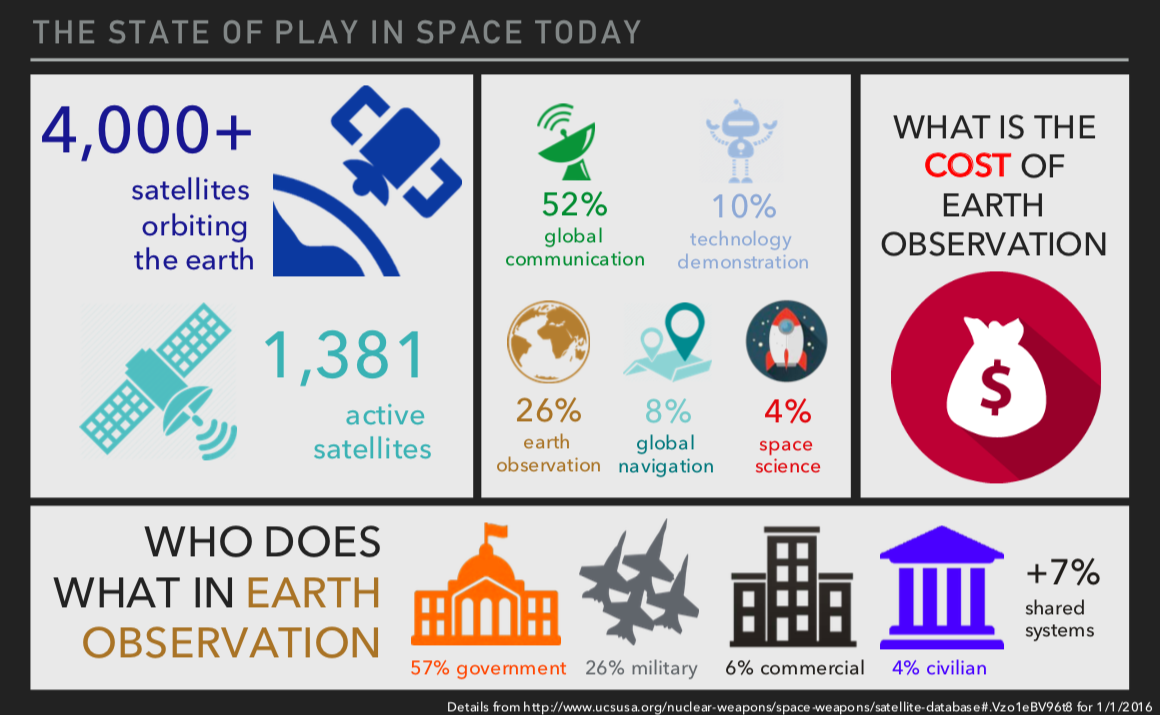 THE STATE OF PLAY IN SPACE TODAY
4,000+
satellites
orbiting
the earth
1,381
active
satellites
52%
global
communication
10%
technology
demonstration
26%
earth
observation
8%
global
navigation
4%
space
science
WHAT IS THE
COST OF
EARTH
OBSERVATION
$
WHO DOES
WHAT IN EARTH
OBSERVATION
57% government
26% military
6% commercial
4% civilian
+7%
shared
systems
Details from http://www.ucsusa.org/nuclear-weapons/space-weapons/satellite-database#.Vzo1eBV96t8 for 1/1/2016